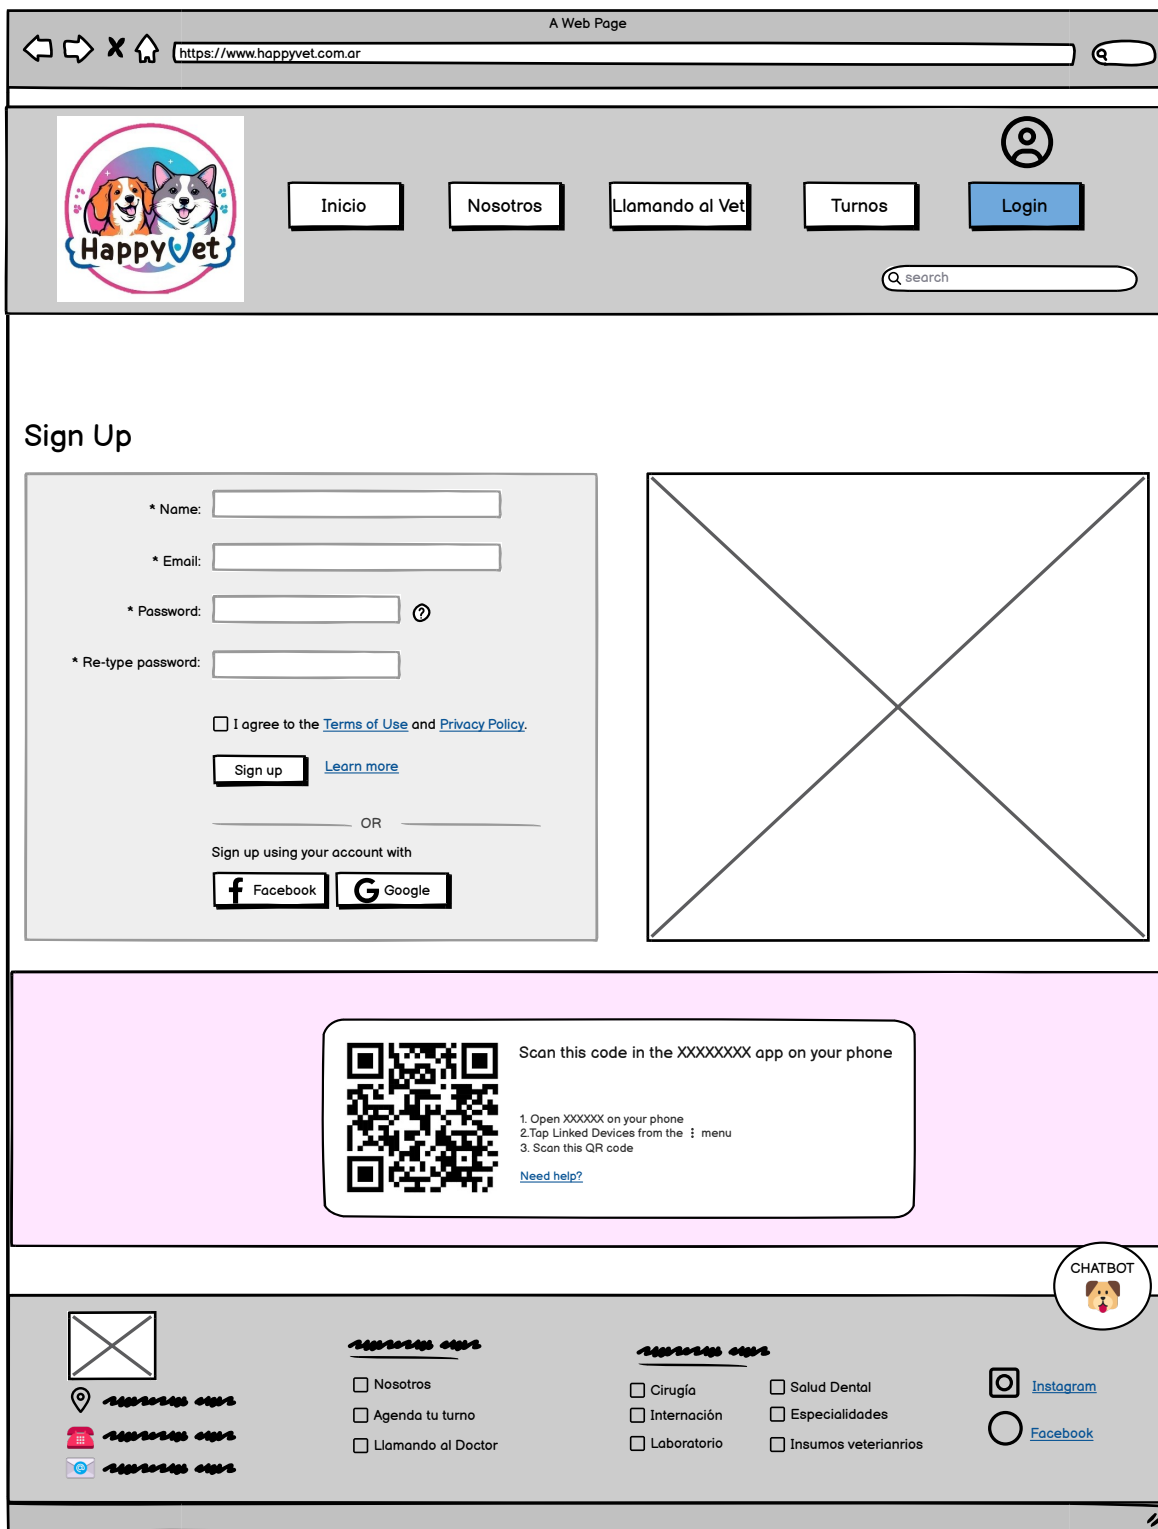 A Web Page
https://www.happyvet.com.ar
HappyVet
Inicio
Nosotros
Llamando al Vet
Turnos
Login
search
Sign Up
* Name:
* Email:
* Password:
?
* Re-type password:
I agree to the Terms of Use and Privacy Policy.
Sign up
Learn more
OR
Sign up using your account with
Facebook
Google
Scan this code in the XXXXXXXX app on your phone
1. Open XXXXXX on your phone
2.Tap Linked Devices from the ⋮ menu
3. Scan this QR code
Need help?
CHATBOT
Nosotros
Agenda tu turno
Llamando al Doctor
Cirugía
Internación
Laboratorio
Salud Dental
Especialidades
Insumos veterianrios
Instagram
Facebook